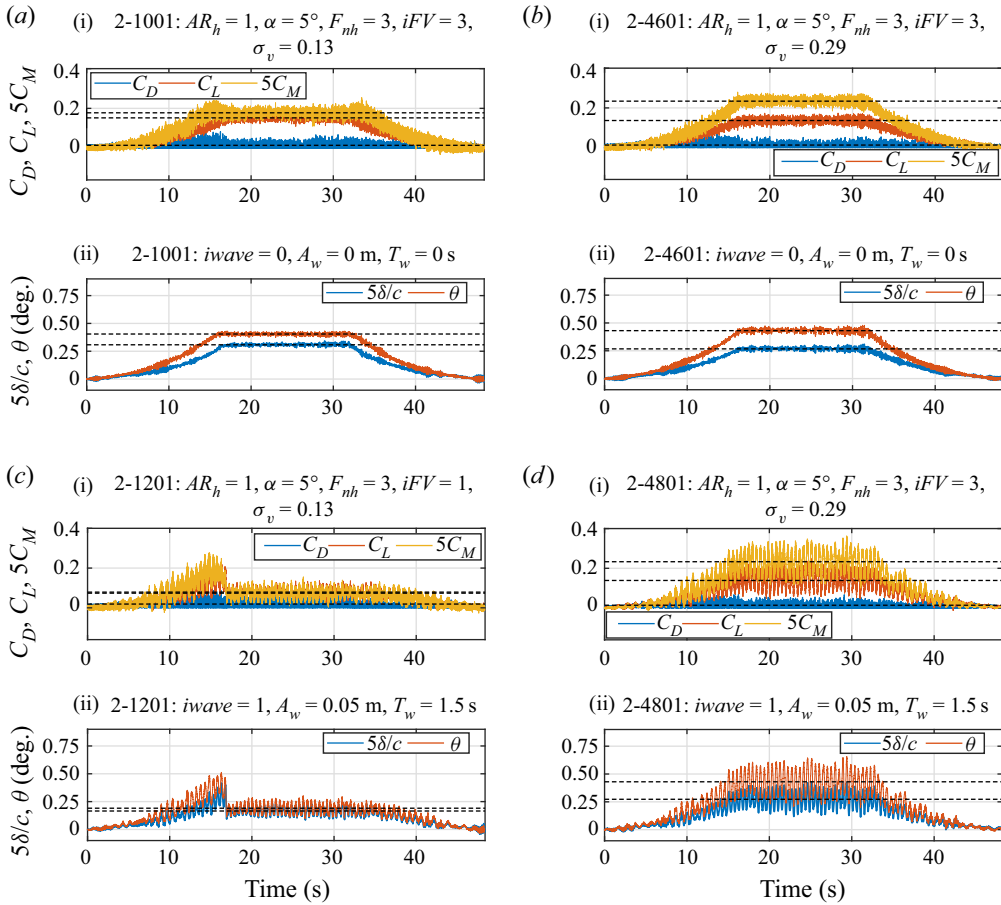 (a)
(i) 2-1001: AR_h = 1, α = 5°, F_nh = 3, iFV = 3,
σ_v = 0.13
C_D, C_L, 5C_M
0.4
0.2
0
C_D C_L 5C_M
0 10 20 30 40
(ii) 2-1001: iwave = 0, A_w = 0 m, T_w = 0 s
5δ/c, θ (deg.)
0.75
0.50
0.25
0
5δ/c θ
0 10 20 30 40
(b)
(i) 2-4601: AR_h = 1, α = 5°, F_nh = 3, iFV = 3,
σ_v = 0.29
0.4
0.2
0
C_D C_L 5C_M
0 10 20 30 40
(ii) 2-4601: iwave = 0, A_w = 0 m, T_w = 0 s
0.75
0.50
0.25
0
5δ/c θ
0 10 20 30 40
(c)
(i) 2-1201: AR_h = 1, α = 5°, F_nh = 3, iFV = 1,
σ_v = 0.13
C_D, C_L, 5C_M
0.4
0.2
0
C_D C_L 5C_M
0 10 20 30 40
(ii) 2-1201: iwave = 1, A_w = 0.05 m, T_w = 1.5 s
5δ/c, θ (deg.)
0.75
0.50
0.25
0
5δ/c θ
0 10 20 30 40
Time (s)
(d)
(i) 2-4801: AR_h = 1, α = 5°, F_nh = 3, iFV = 3,
σ_v = 0.29
0.4
0.2
0
C_D C_L 5C_M
0 10 20 30 40
(ii) 2-4801: iwave = 1, A_w = 0.05 m, T_w = 1.5 s
0.75
0.50
0.25
0
5δ/c θ
0 10 20 30 40
Time (s)